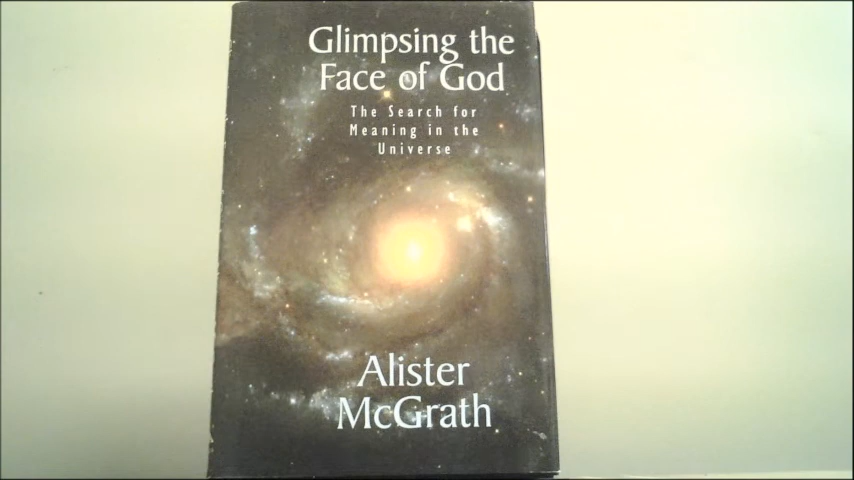 Glimpsing the
Face of God
The Search for
Meaning in the
Universe
Alister
McGrath